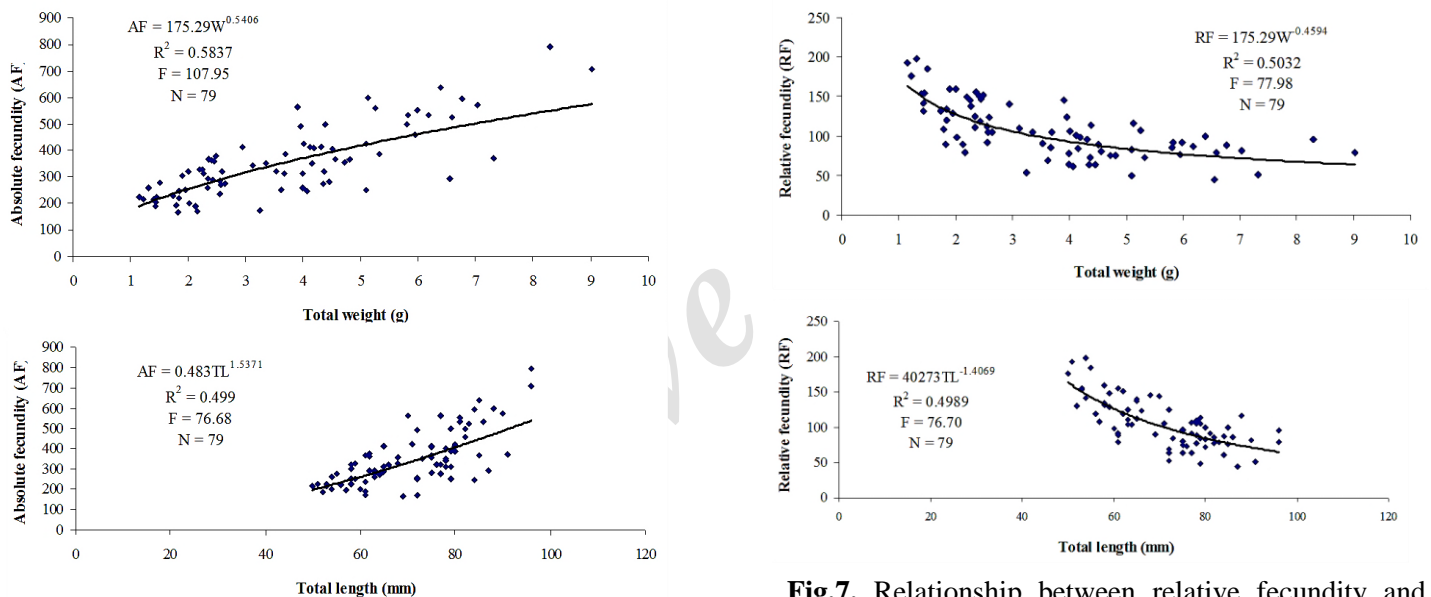 900
800
700
600
500
400
300
200
100
0
Absolute fecundity (AF
AF = 175.29W^0.5406
R² = 0.5837
F = 107.95
N = 79
0 1 2 3 4 5 6 7 8 9 10
Total weight (g)
900
800
700
600
500
400
300
200
100
0
Absolute fecundity (AF
AF = 0.483TL^1.5371
R² = 0.499
F = 76.68
N = 79
0 20 40 60 80 100 120
Total length (mm)
250
200
150
100
50
0
Relative fecundity (RF)
RF = 175.29W^-0.4594
R² = 0.5032
F = 77.98
N = 79
0 1 2 3 4 5 6 7 8 9 10
Total weight (g)
250
200
150
100
50
0
Relative fecundity (RF)
RF = 40273TL^-1.4069
R² = 0.4989
F = 76.70
N = 79
0 20 40 60 80 100 120
Total length (mm)
Fig.7. Relationship between relative fecundity and